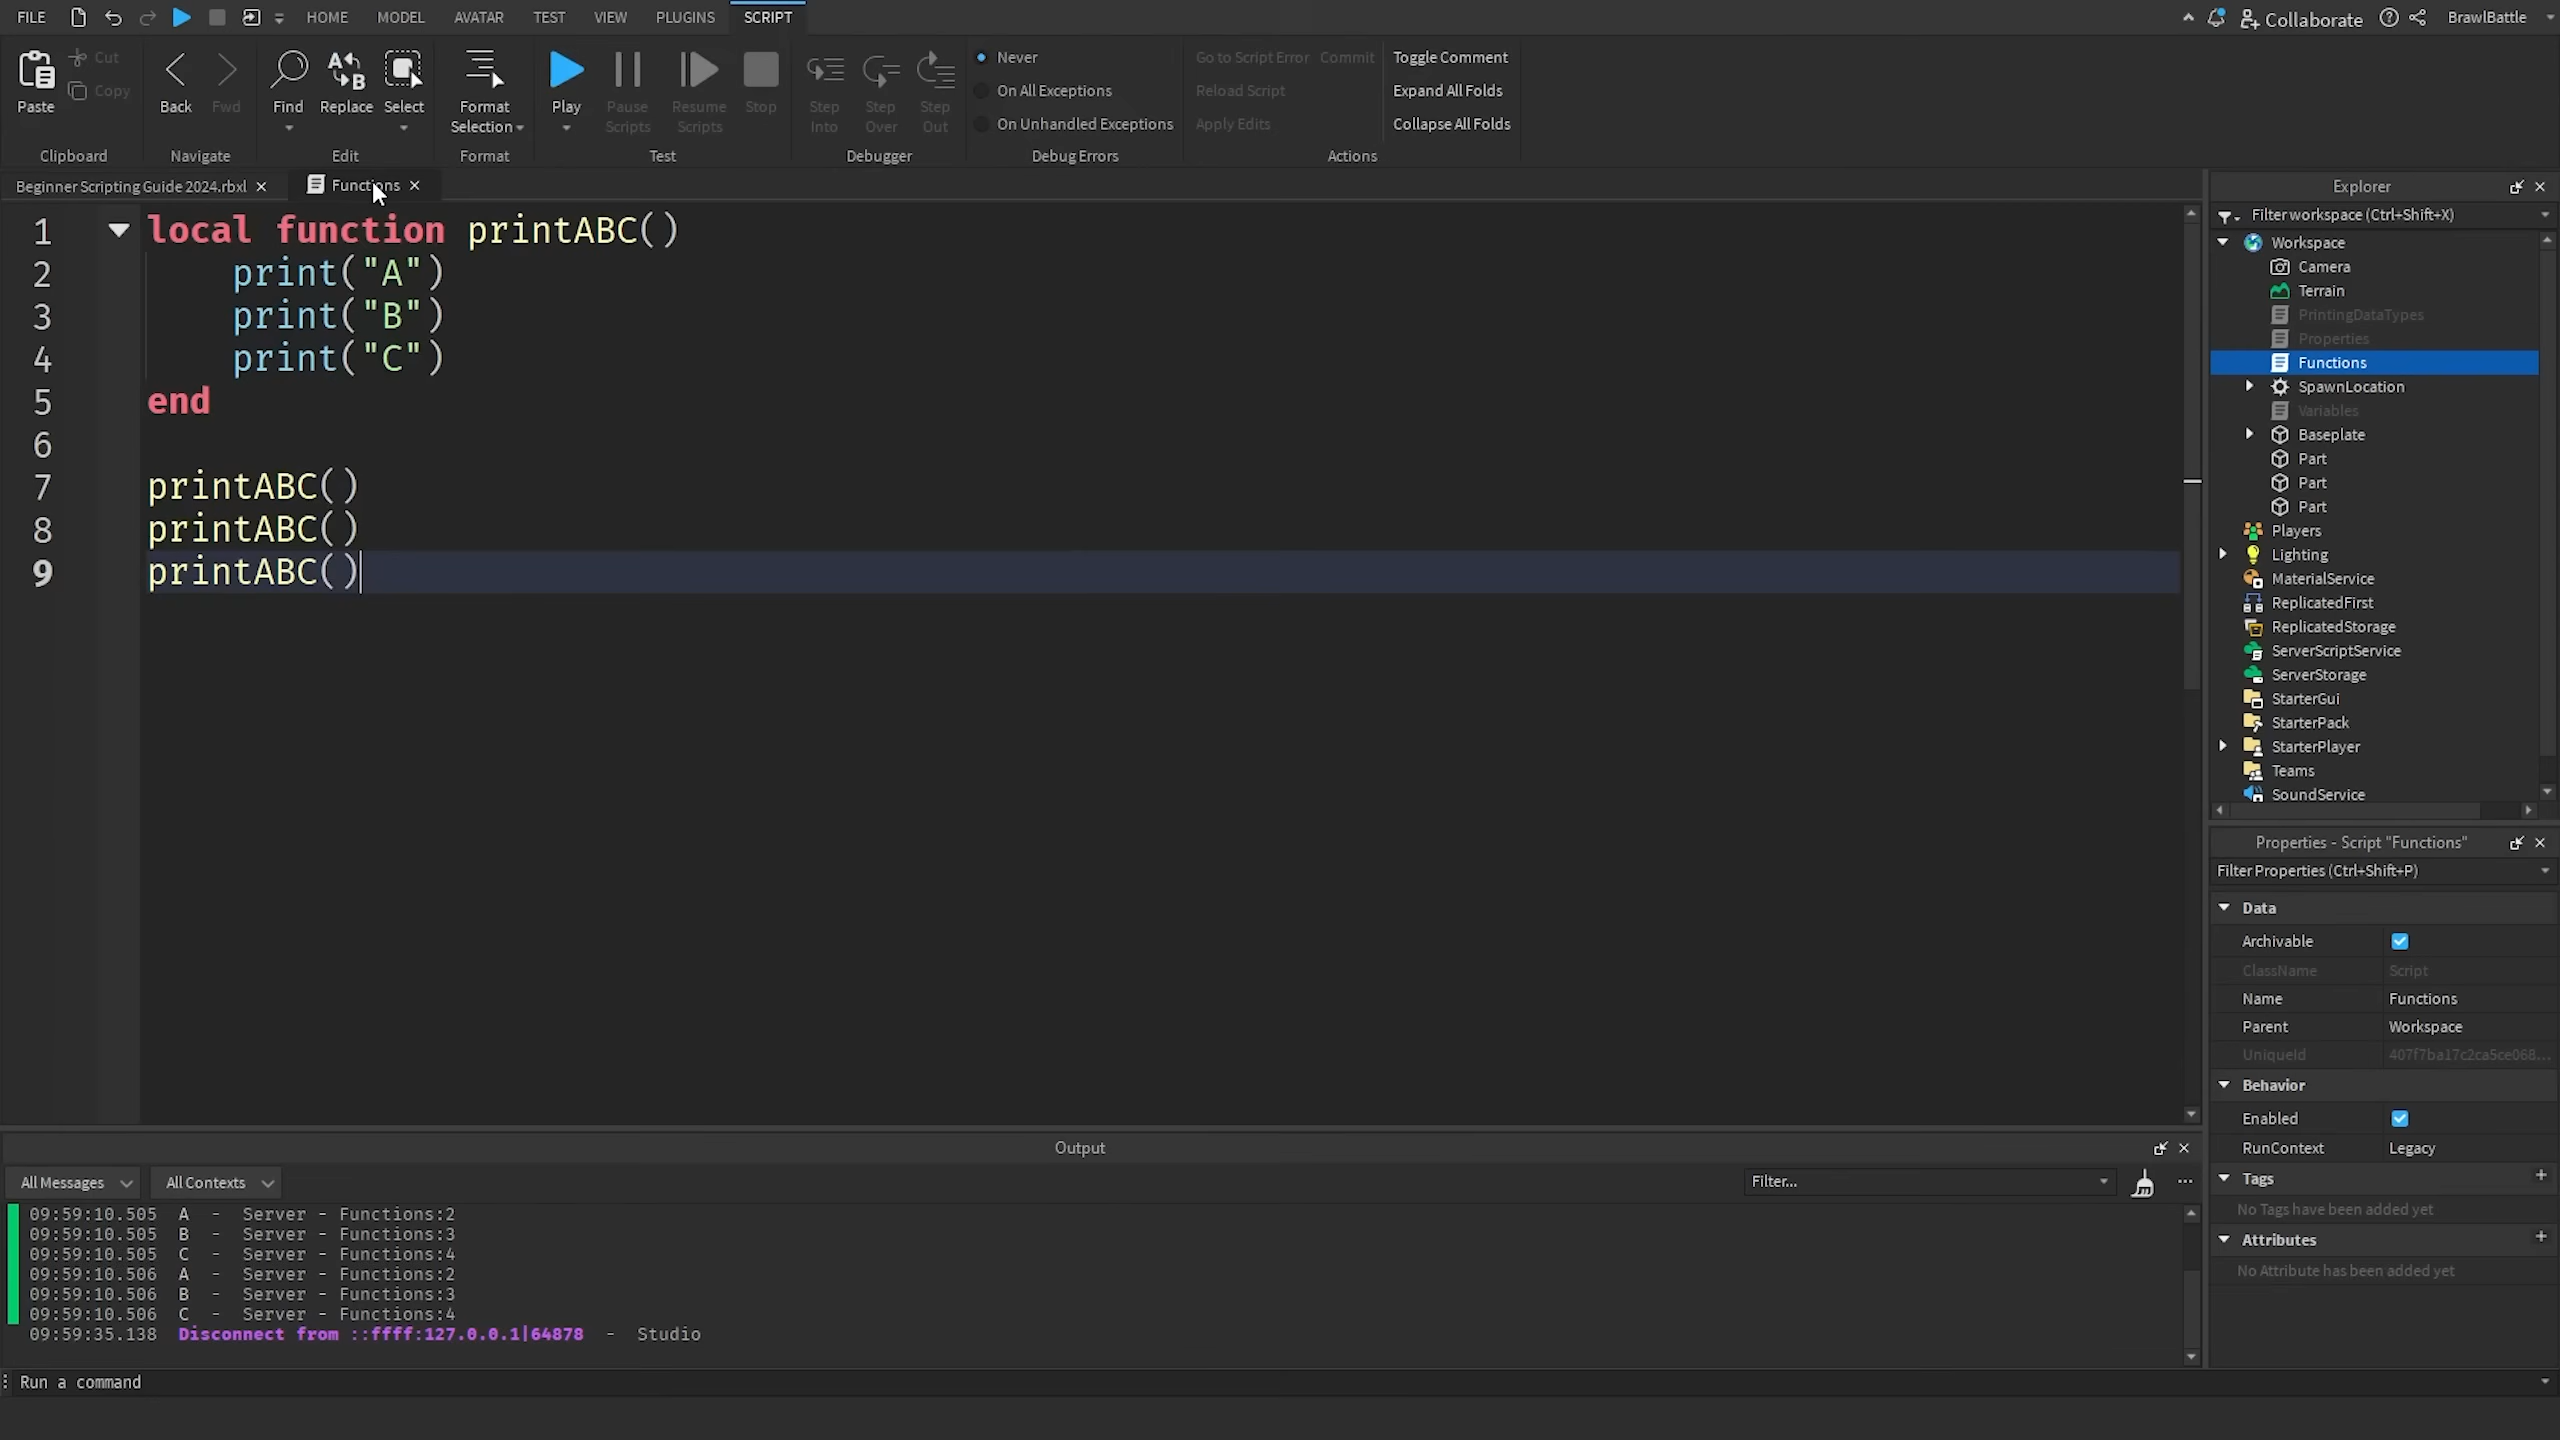 FILE HOME MODEL AVATAR TEST VIEW PLUGINS SCRIPT Collaborate BrawlBattle
Paste Cut Copy
Clipboard
Back Fwd
Navigate
Find Replace Select
Edit
Format Selection
Format
Play Pause Scripts Resume Scripts Stop
Test
Step Into Step Over Step Out
Debugger
Never
On All Exceptions
On Unhandled Exceptions
Debug Errors
Go to Script Error Commit
Reload Script
Apply Edits
Toggle Comment
Expand All Folds
Collapse All Folds
Actions
Beginner Scripting Guide 2024.rbxl Functions
1 local function printABC()
2 print("A")
3 print("B")
4 print("C")
5 end
6
7 printABC()
8 printABC()
9 printABC()
Explorer
Filter workspace (Ctrl+Shift+X)
Workspace
Camera
Terrain
PrintingDataTypes
Properties
Functions
SpawnLocation
Variables
Baseplate
Part
Part
Part
Players
Lighting
MaterialService
ReplicatedFirst
ReplicatedStorage
ServerScriptService
ServerStorage
StarterGui
StarterPack
StarterPlayer
Teams
SoundService
Properties - Script "Functions"
Filter Properties (Ctrl+Shift+P)
Data
Archivable
ClassName Script
Name Functions
Parent Workspace
UniqueId 407f7ba17c2ca5ce068...
Behavior
Enabled
RunContext Legacy
Tags
No Tags have been added yet
Attributes
No Attribute has been added yet
Output
All Messages All Contexts Filter...
09:59:10.505 A - Server - Functions:2
09:59:10.505 B - Server - Functions:3
09:59:10.505 C - Server - Functions:4
09:59:10.506 A - Server - Functions:2
09:59:10.506 B - Server - Functions:3
09:59:10.506 C - Server - Functions:4
09:59:35.138 Disconnect from ::ffff:127.0.0.1|64878 - Studio
Run a command